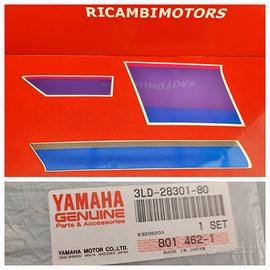 RICAMBIMOTORS
YAMAHA
GENUINE
Parts & Accessories
3LD-28301-80
1 SET
K920620A
801 462-1
YAMAHA MOTOR CO., LTD.
MADE IN JAPAN